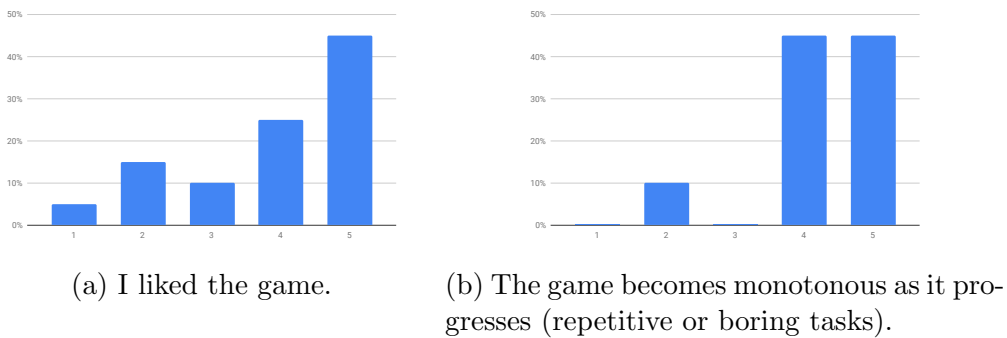 50%
40%
30%
20%
10%
0%
1 2 3 4 5
(a) I liked the game.
50%
40%
30%
20%
10%
0%
1 2 3 4 5
(b) The game becomes monotonous as it pro-
gresses (repetitive or boring tasks).